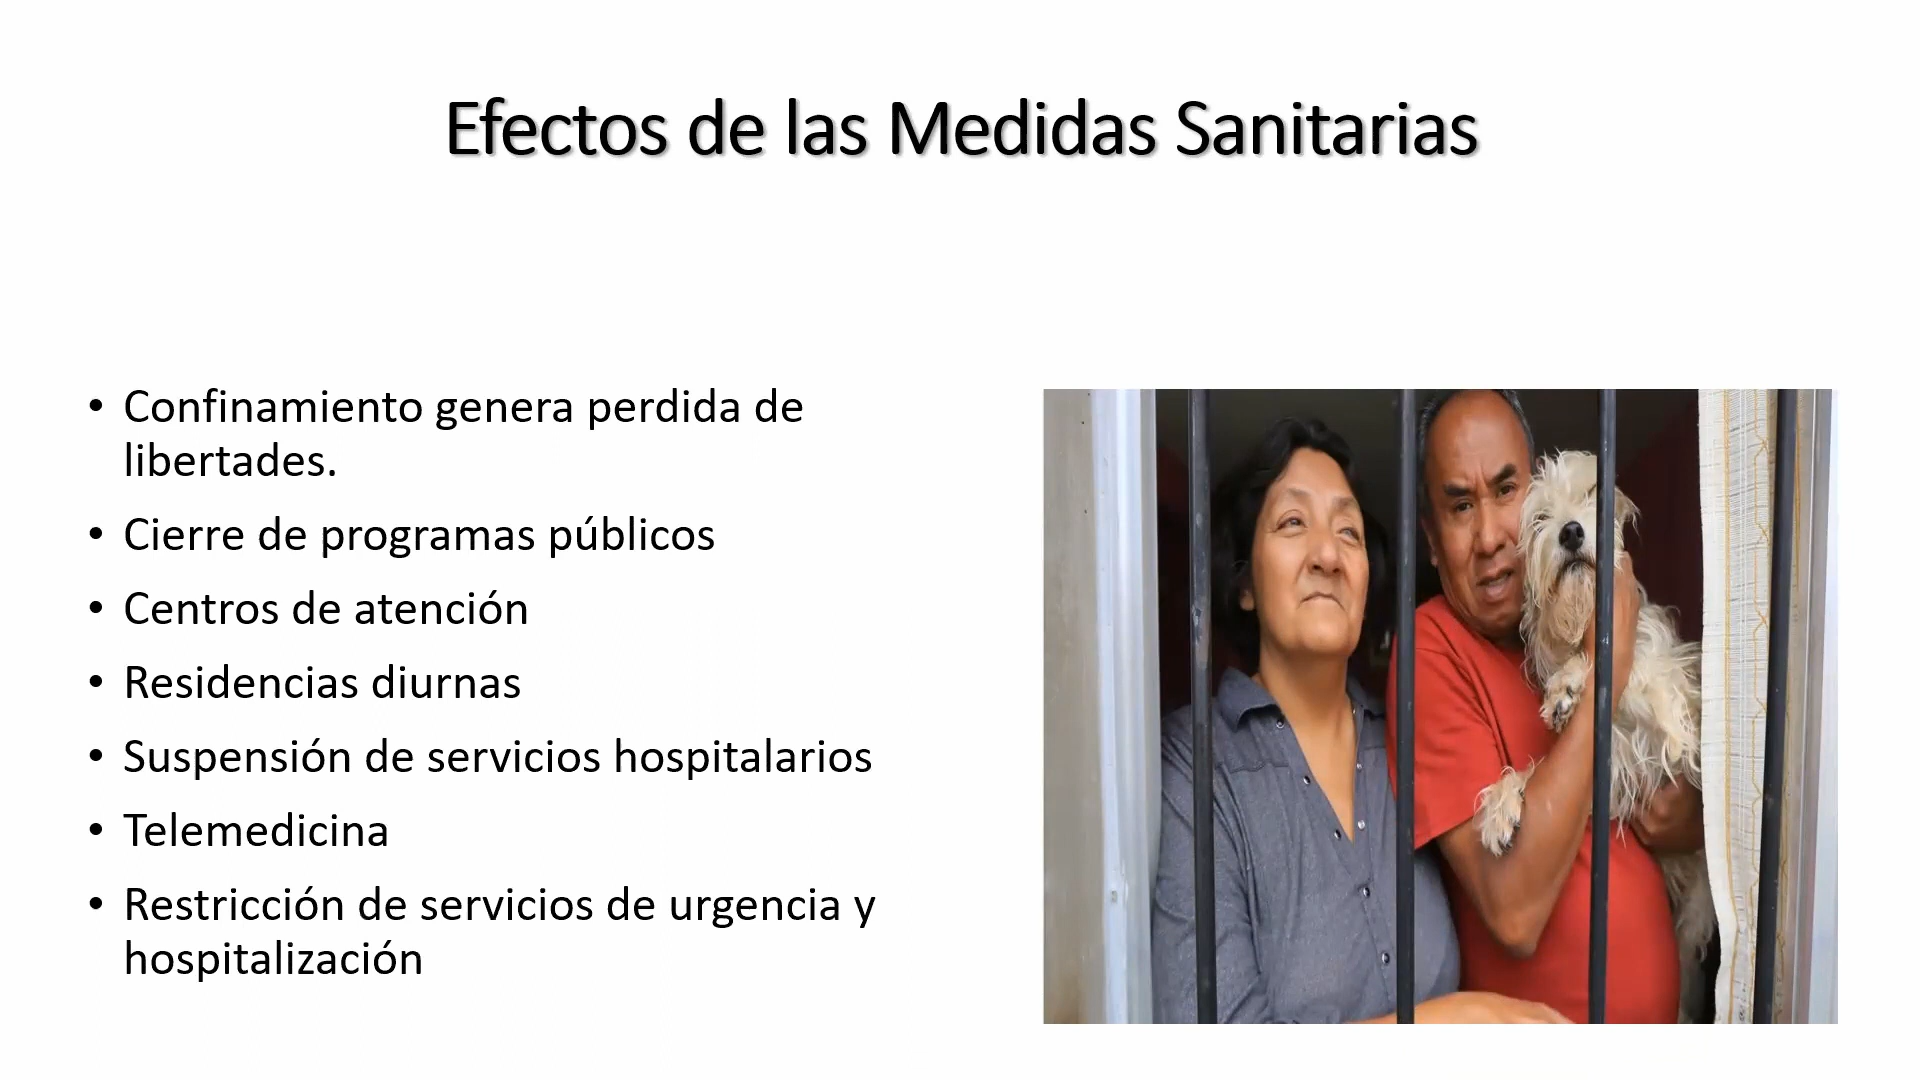 Efectos de las Medidas Sanitarias
• Confinamiento genera perdida de
libertades.
• Cierre de programas públicos
• Centros de atención
• Residencias diurnas
• Suspensión de servicios hospitalarios
• Telemedicina
• Restricción de servicios de urgencia y
hospitalización